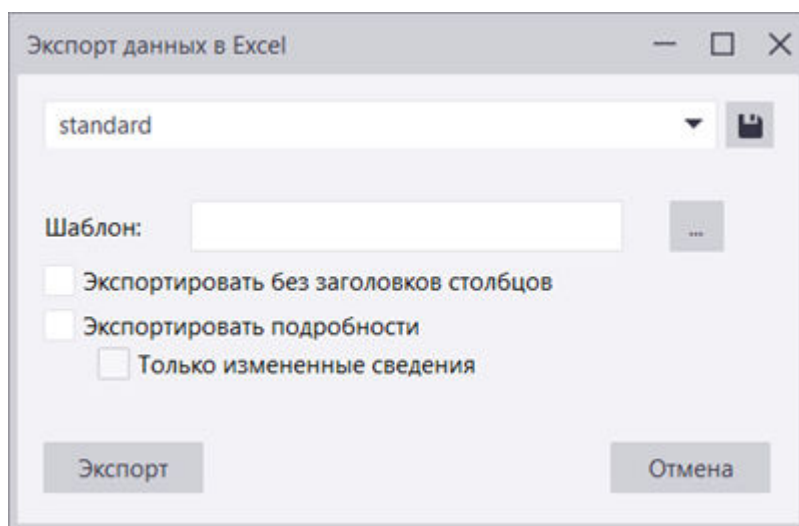 Экспорт данных в Excel
standard
Шаблон:
...
Экспортировать без заголовков столбцов
Экспортировать подробности
Только измененные сведения
Экспорт
Отмена